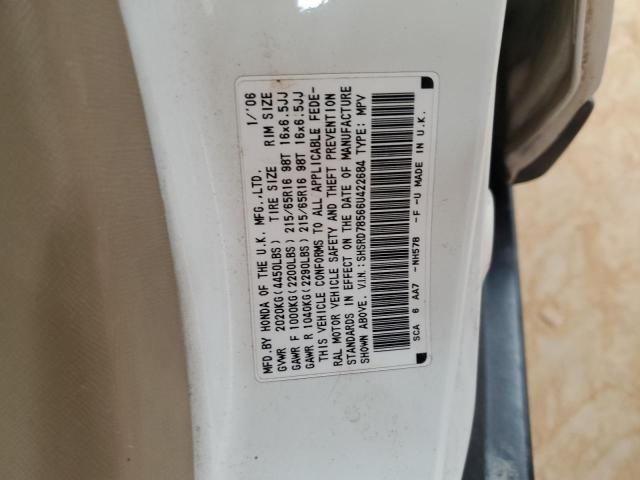 MFD.BY HONDA OF THE U.K. MFG.,LTD. 1/'06
GVWR 2020KG(4450LBS) TIRE SIZE RIM SIZE
GAWR F 1000KG(2200LBS) 215/65R16 98T 16x6.5JJ
GAWR R 1040KG(2290LBS) 215/65R16 98T 16x6.5JJ
THIS VEHICLE CONFORMS TO ALL APPLICABLE FEDE-
RAL MOTOR VEHICLE SAFETY AND THEFT PREVENTION
STANDARDS IN EFFECT ON THE DATE OF MANUFACTURE
SHOWN ABOVE. VIN:SHSRD78566U422684 TYPE: MPV
SCA 6 AA7 -NH578 -F -U MADE IN U.K.